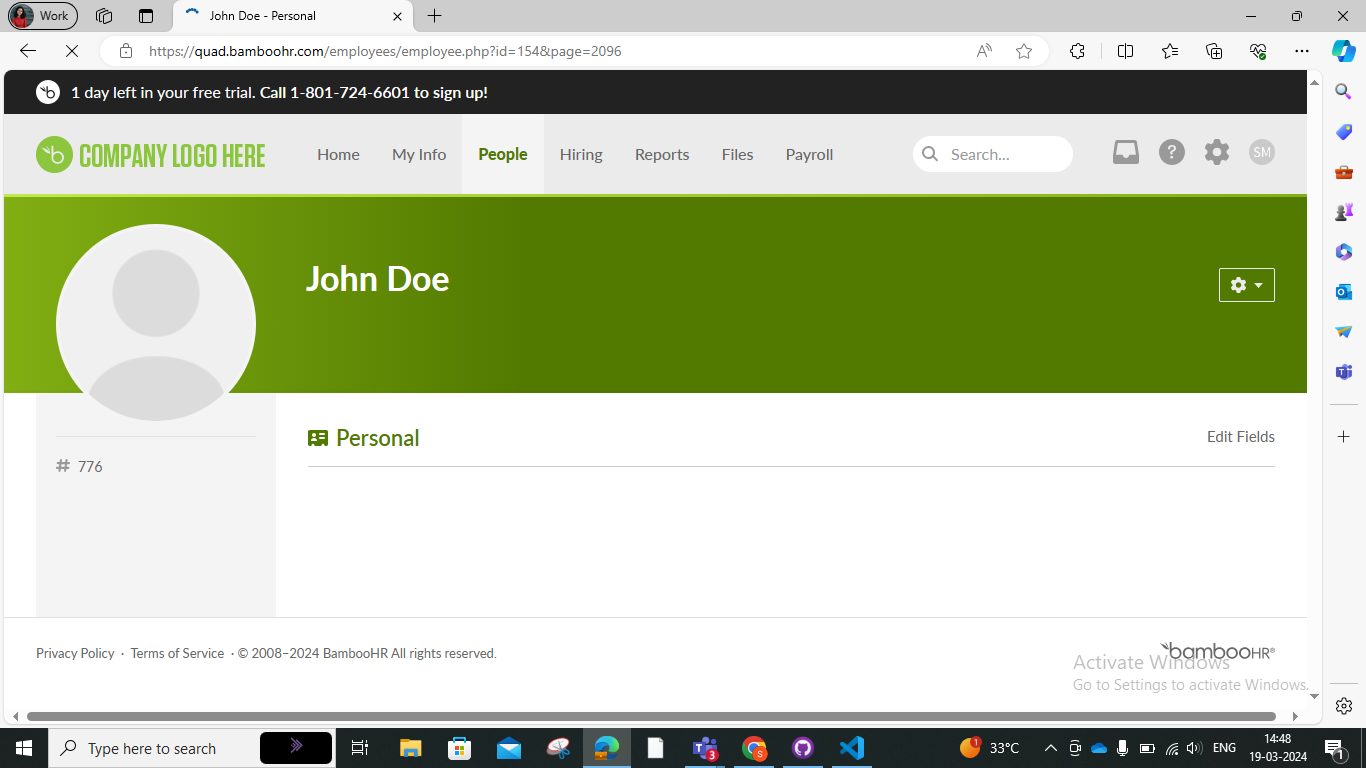 Work
John Doe - Personal
https://quad.bamboohr.com/employees/employee.php?id=154&page=2096
1 day left in your free trial. Call 1-801-724-6601 to sign up!
COMPANY LOGO HERE Home My Info People Hiring Reports Files Payroll Search... SM
John Doe
Personal Edit Fields
# 776
Privacy Policy · Terms of Service · © 2008–2024 BambooHR All rights reserved.
bambooHR®
Activate Windows
Go to Settings to activate Windows.
Type here to search
3
S
1
33°C
ENG
14:48
19-03-2024
1